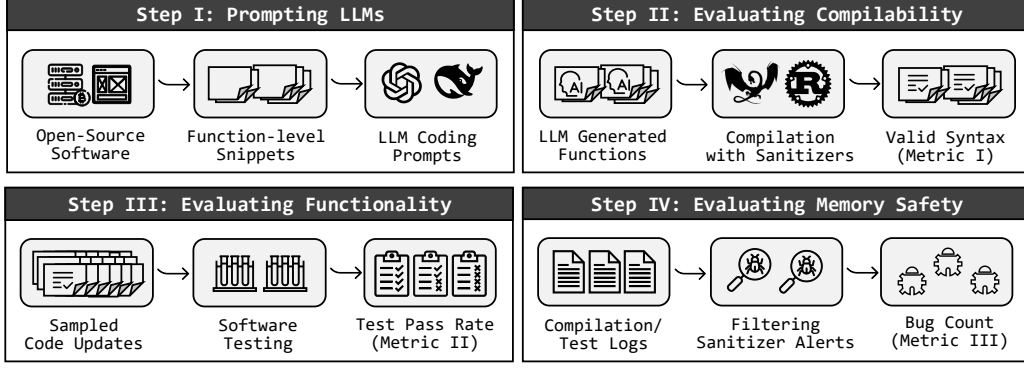 Step I: Prompting LLMs
Open-Source
Software
Function-level
Snippets
LLM Coding
Prompts
Step II: Evaluating Compilability
AI
AI
R
LLM Generated
Functions
Compilation
with Sanitizers
Valid Syntax
(Metric I)
Step III: Evaluating Functionality
Sampled
Code Updates
Software
Testing
Test Pass Rate
(Metric II)
Step IV: Evaluating Memory Safety
Compilation/
Test Logs
Filtering
Sanitizer Alerts
Bug Count
(Metric III)